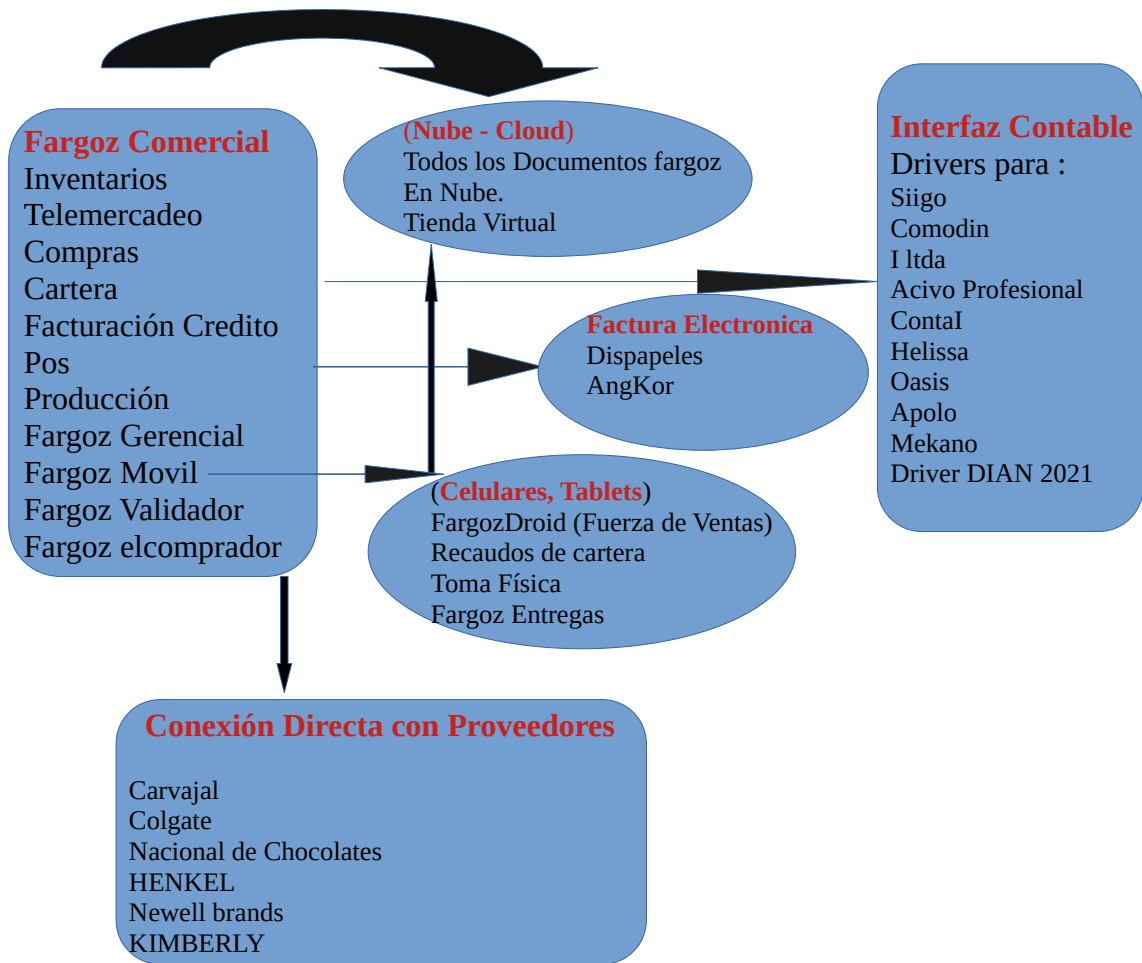 Fargoz Comercial
Inventarios
Telemercadeo
Compras
Cartera
Facturación Credito
Pos
Producción
Fargoz Gerencial
Fargoz Movil
Fargoz Validador
Fargoz elcomprador
(Nube - Cloud)
Todos los Documentos fargoz
En Nube.
Tienda Virtual
Factura Electronica
Dispapeles
AngKor
(Celulares, Tablets)
FargozDroid (Fuerza de Ventas)
Recaudos de cartera
Toma Física
Fargoz Entregas
Interfaz Contable
Drivers para :
Siigo
Comodin
I ltda
Acivo Profesional
ContaI
Helissa
Oasis
Apolo
Mekano
Driver DIAN 2021
Conexión Directa con Proveedores
Carvajal
Colgate
Nacional de Chocolates
HENKEL
Newell brands
KIMBERLY